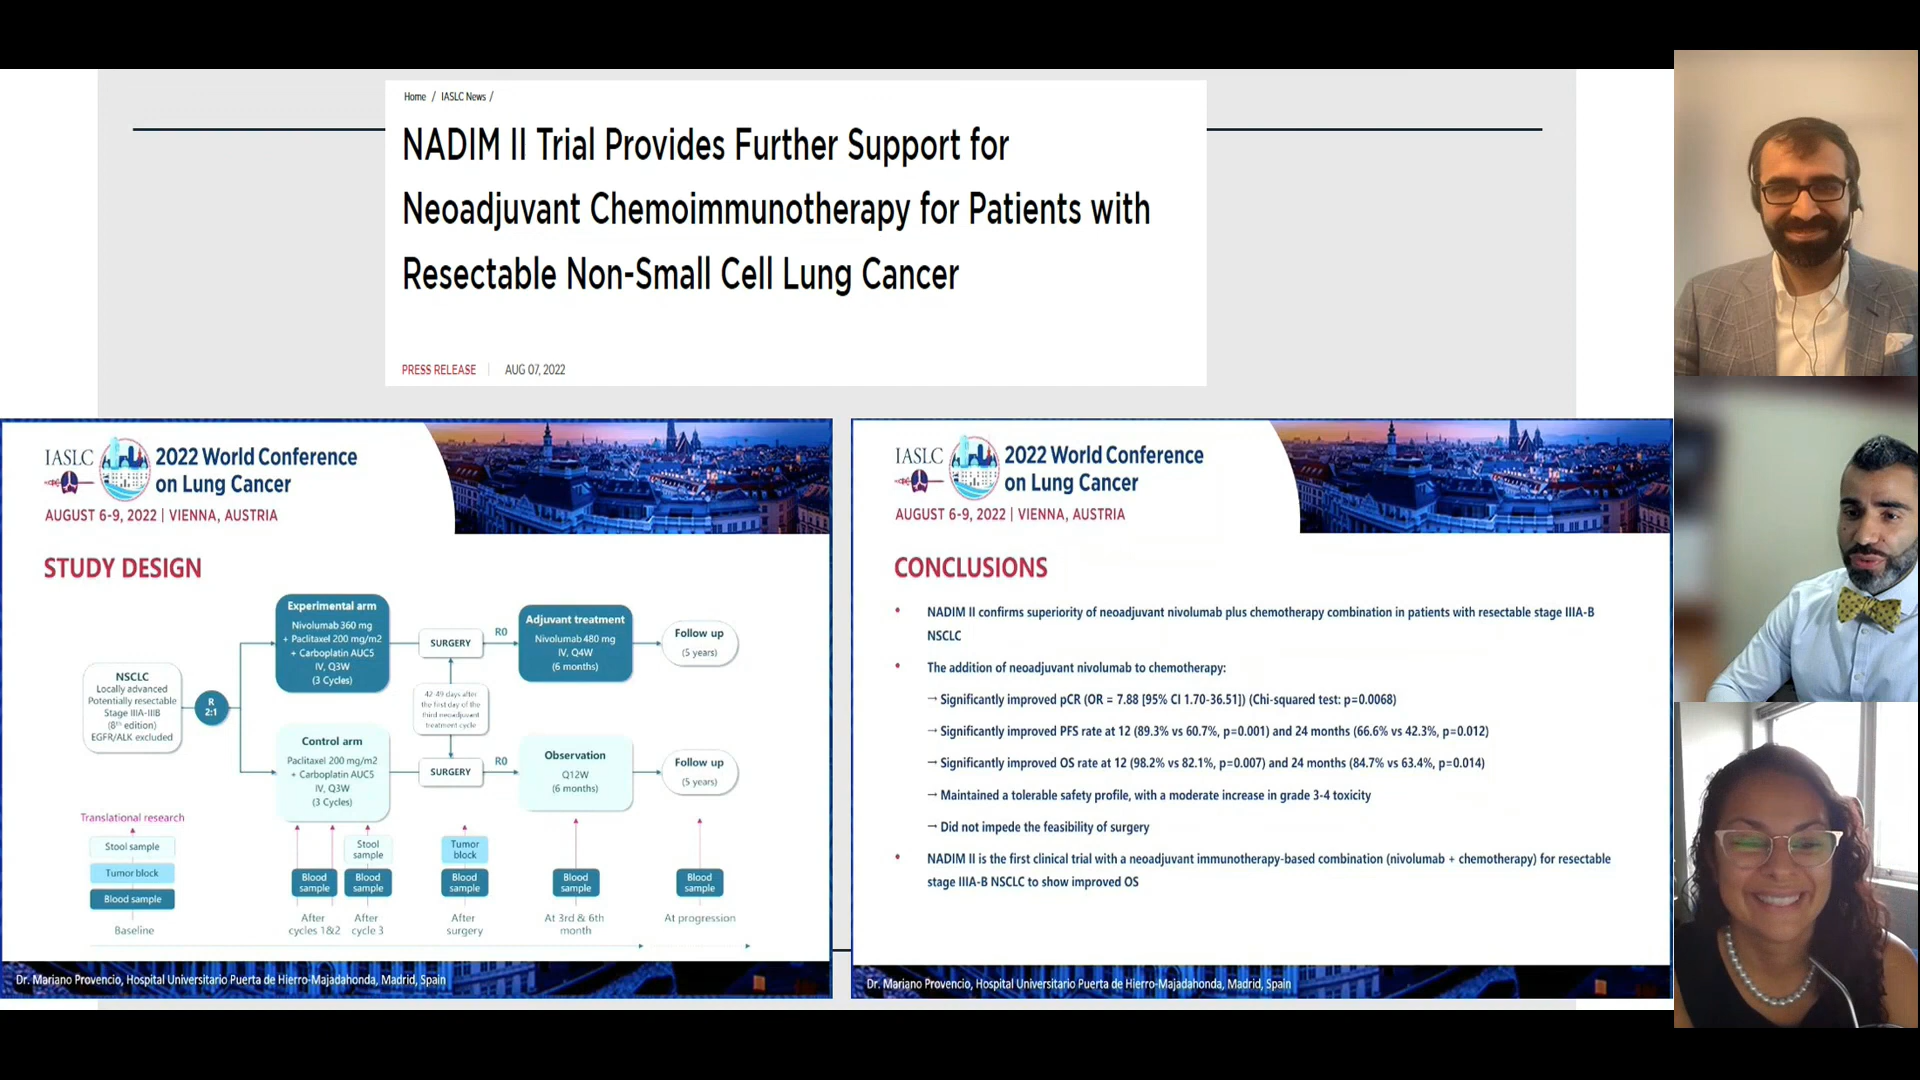 Home / IASLC News /
NADIM II Trial Provides Further Support for
Neoadjuvant Chemoimmunotherapy for Patients with
Resectable Non-Small Cell Lung Cancer
PRESS RELEASE | AUG 07, 2022
IASLC
2022 World Conference
on Lung Cancer
AUGUST 6-9, 2022 | VIENNA, AUSTRIA
STUDY DESIGN
NSCLC
Locally advanced
Potentially resectable
Stage IIIA-IIIB
(8th edition)
EGFR/ALK excluded
R
2:1
Experimental arm
Nivolumab 360 mg
+ Paclitaxel 200 mg/m2
+ Carboplatin AUC5
IV, Q3W
(3 Cycles)
SURGERY
R0
Adjuvant treatment
Nivolumab 480 mg
IV, Q4W
(6 months)
Follow up
(5 years)
42-49 days after
the first day of the
third neoadjuvant
treatment cycle
Control arm
Paclitaxel 200 mg/m2
+ Carboplatin AUC5
IV, Q3W
(3 Cycles)
SURGERY
R0
Observation
Q12W
(6 months)
Follow up
(5 years)
Translational research
Stool sample
Tumor block
Blood sample
Baseline
Blood
sample
After
cycles 1&2
Stool
sample
Blood
sample
After
cycle 3
Tumor
block
Blood
sample
After
surgery
Blood
sample
At 3rd & 6th
month
Blood
sample
At progression
Dr. Mariano Provencio, Hospital Universitario Puerta de Hierro-Majadahonda, Madrid, Spain
IASLC
2022 World Conference
on Lung Cancer
AUGUST 6-9, 2022 | VIENNA, AUSTRIA
CONCLUSIONS
• NADIM II confirms superiority of neoadjuvant nivolumab plus chemotherapy combination in patients with resectable stage IIIA-B
NSCLC
• The addition of neoadjuvant nivolumab to chemotherapy:
→ Significantly improved pCR (OR = 7.88 [95% CI 1.70-36.51]) (Chi-squared test: p=0.0068)
→ Significantly improved PFS rate at 12 (89.3% vs 60.7%, p=0.001) and 24 months (66.6% vs 42.3%, p=0.012)
→ Significantly improved OS rate at 12 (98.2% vs 82.1%, p=0.007) and 24 months (84.7% vs 63.4%, p=0.014)
→ Maintained a tolerable safety profile, with a moderate increase in grade 3-4 toxicity
→ Did not impede the feasibility of surgery
• NADIM II is the first clinical trial with a neoadjuvant immunotherapy-based combination (nivolumab + chemotherapy) for resectable
stage IIIA-B NSCLC to show improved OS
Dr. Mariano Provencio, Hospital Universitario Puerta de Hierro-Majadahonda, Madrid, Spain